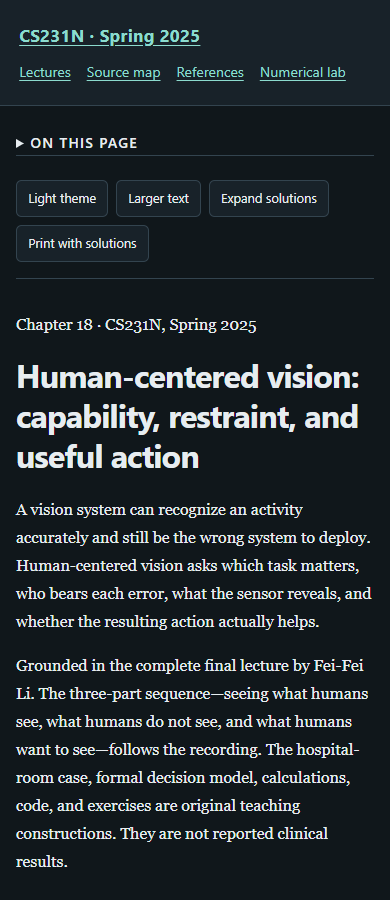 CS231N · Spring 2025
Lectures Source map References Numerical lab
▶ ON THIS PAGE
Light theme Larger text Expand solutions
Print with solutions
Chapter 18 · CS231N, Spring 2025
Human-centered vision:
capability, restraint, and
useful action
A vision system can recognize an activity
accurately and still be the wrong system to deploy.
Human-centered vision asks which task matters,
who bears each error, what the sensor reveals, and
whether the resulting action actually helps.
Grounded in the complete final lecture by Fei-Fei
Li. The three-part sequence—seeing what humans
see, what humans do not see, and what humans
want to see—follows the recording. The hospital-
room case, formal decision model, calculations,
code, and exercises are original teaching
constructions. They are not reported clinical
results.